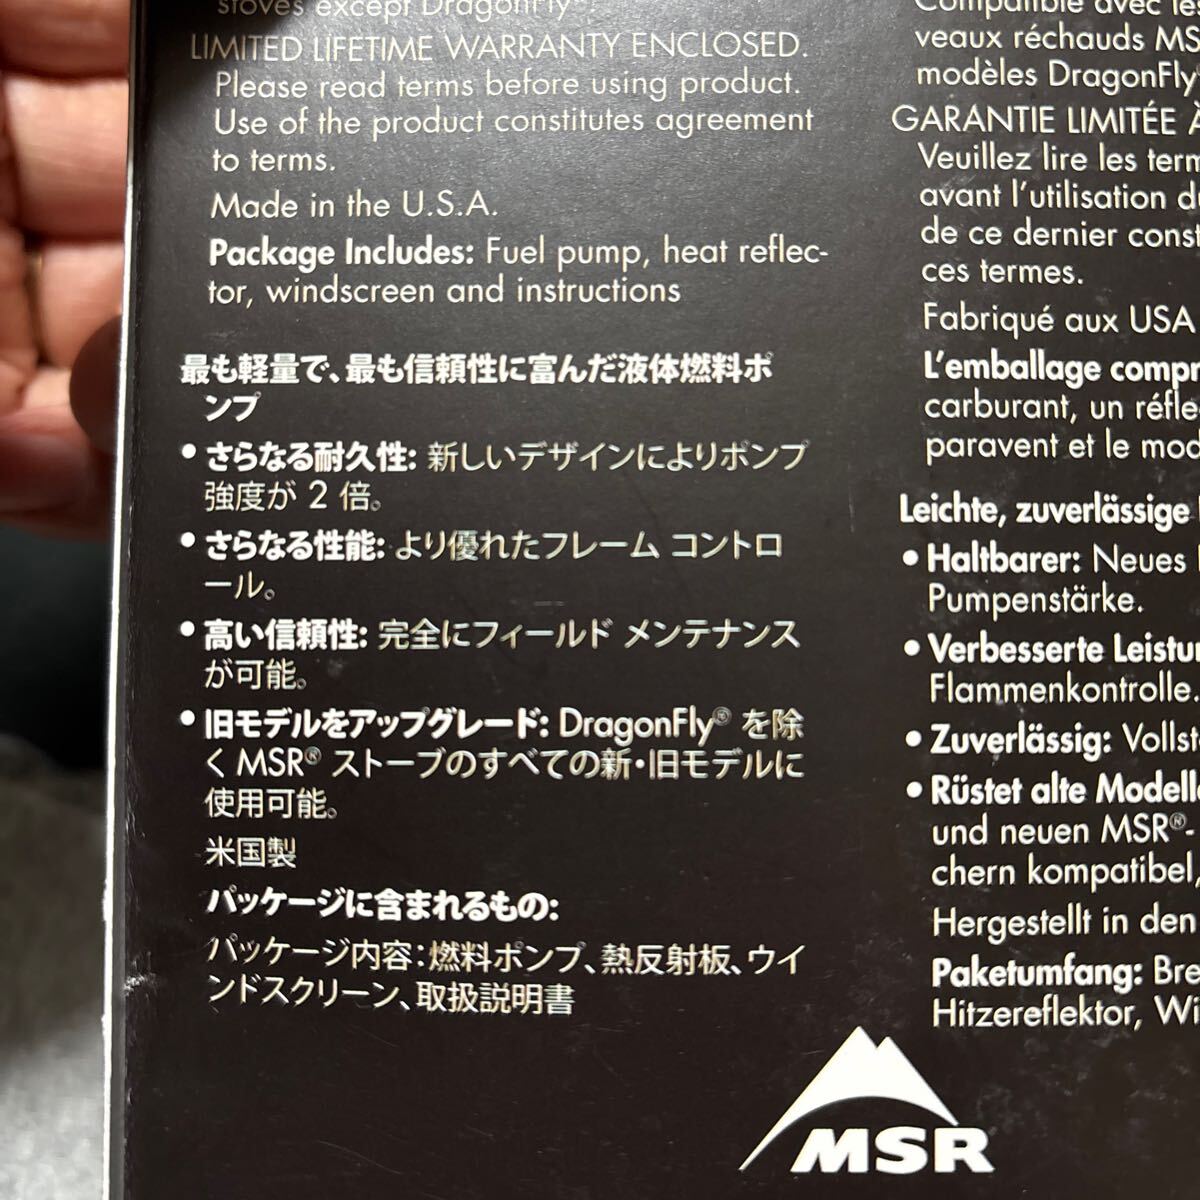 stoves except DragonFly®.
LIMITED LIFETIME WARRANTY ENCLOSED.
Please read terms before using product.
Use of the product constitutes agreement
to terms.
Made in the U.S.A.
Package Includes: Fuel pump, heat reflec-
tor, windscreen and instructions
最も軽量で、最も信頼性に富んだ液体燃料ポ
ンプ
• さらなる耐久性: 新しいデザインによりポンプ
強度が 2 倍。
• さらなる性能: より優れたフレーム コントロ
ール。
• 高い信頼性: 完全にフィールド メンテナンス
が可能。
• 旧モデルをアップグレード: DragonFly® を除
く MSR® ストーブのすべての新・旧モデルに
使用可能。
米国製
パッケージに含まれるもの:
パッケージ内容：燃料ポンプ、熱反射板、ウイ
ンドスクリーン、取扱説明書
Compatible avec les
veaux réchauds MS
modèles DragonFly®
GARANTIE LIMITÉE À
Veuillez lire les term
avant l'utilisation du
de ce dernier const
ces termes.
Fabriqué aux USA
L'emballage compr
carburant, un réfle
paravent et le mod
Leichte, zuverlässige
• Haltbarer: Neues
Pumpenstärke.
• Verbesserte Leistun
Flammenkontrolle.
• Zuverlässig: Vollst
• Rüstet alte Modelle
und neuen MSR®-
chern kompatibel,
Hergestellt in den
Paketumfang: Bre
Hitzereflektor, Wi
MSR